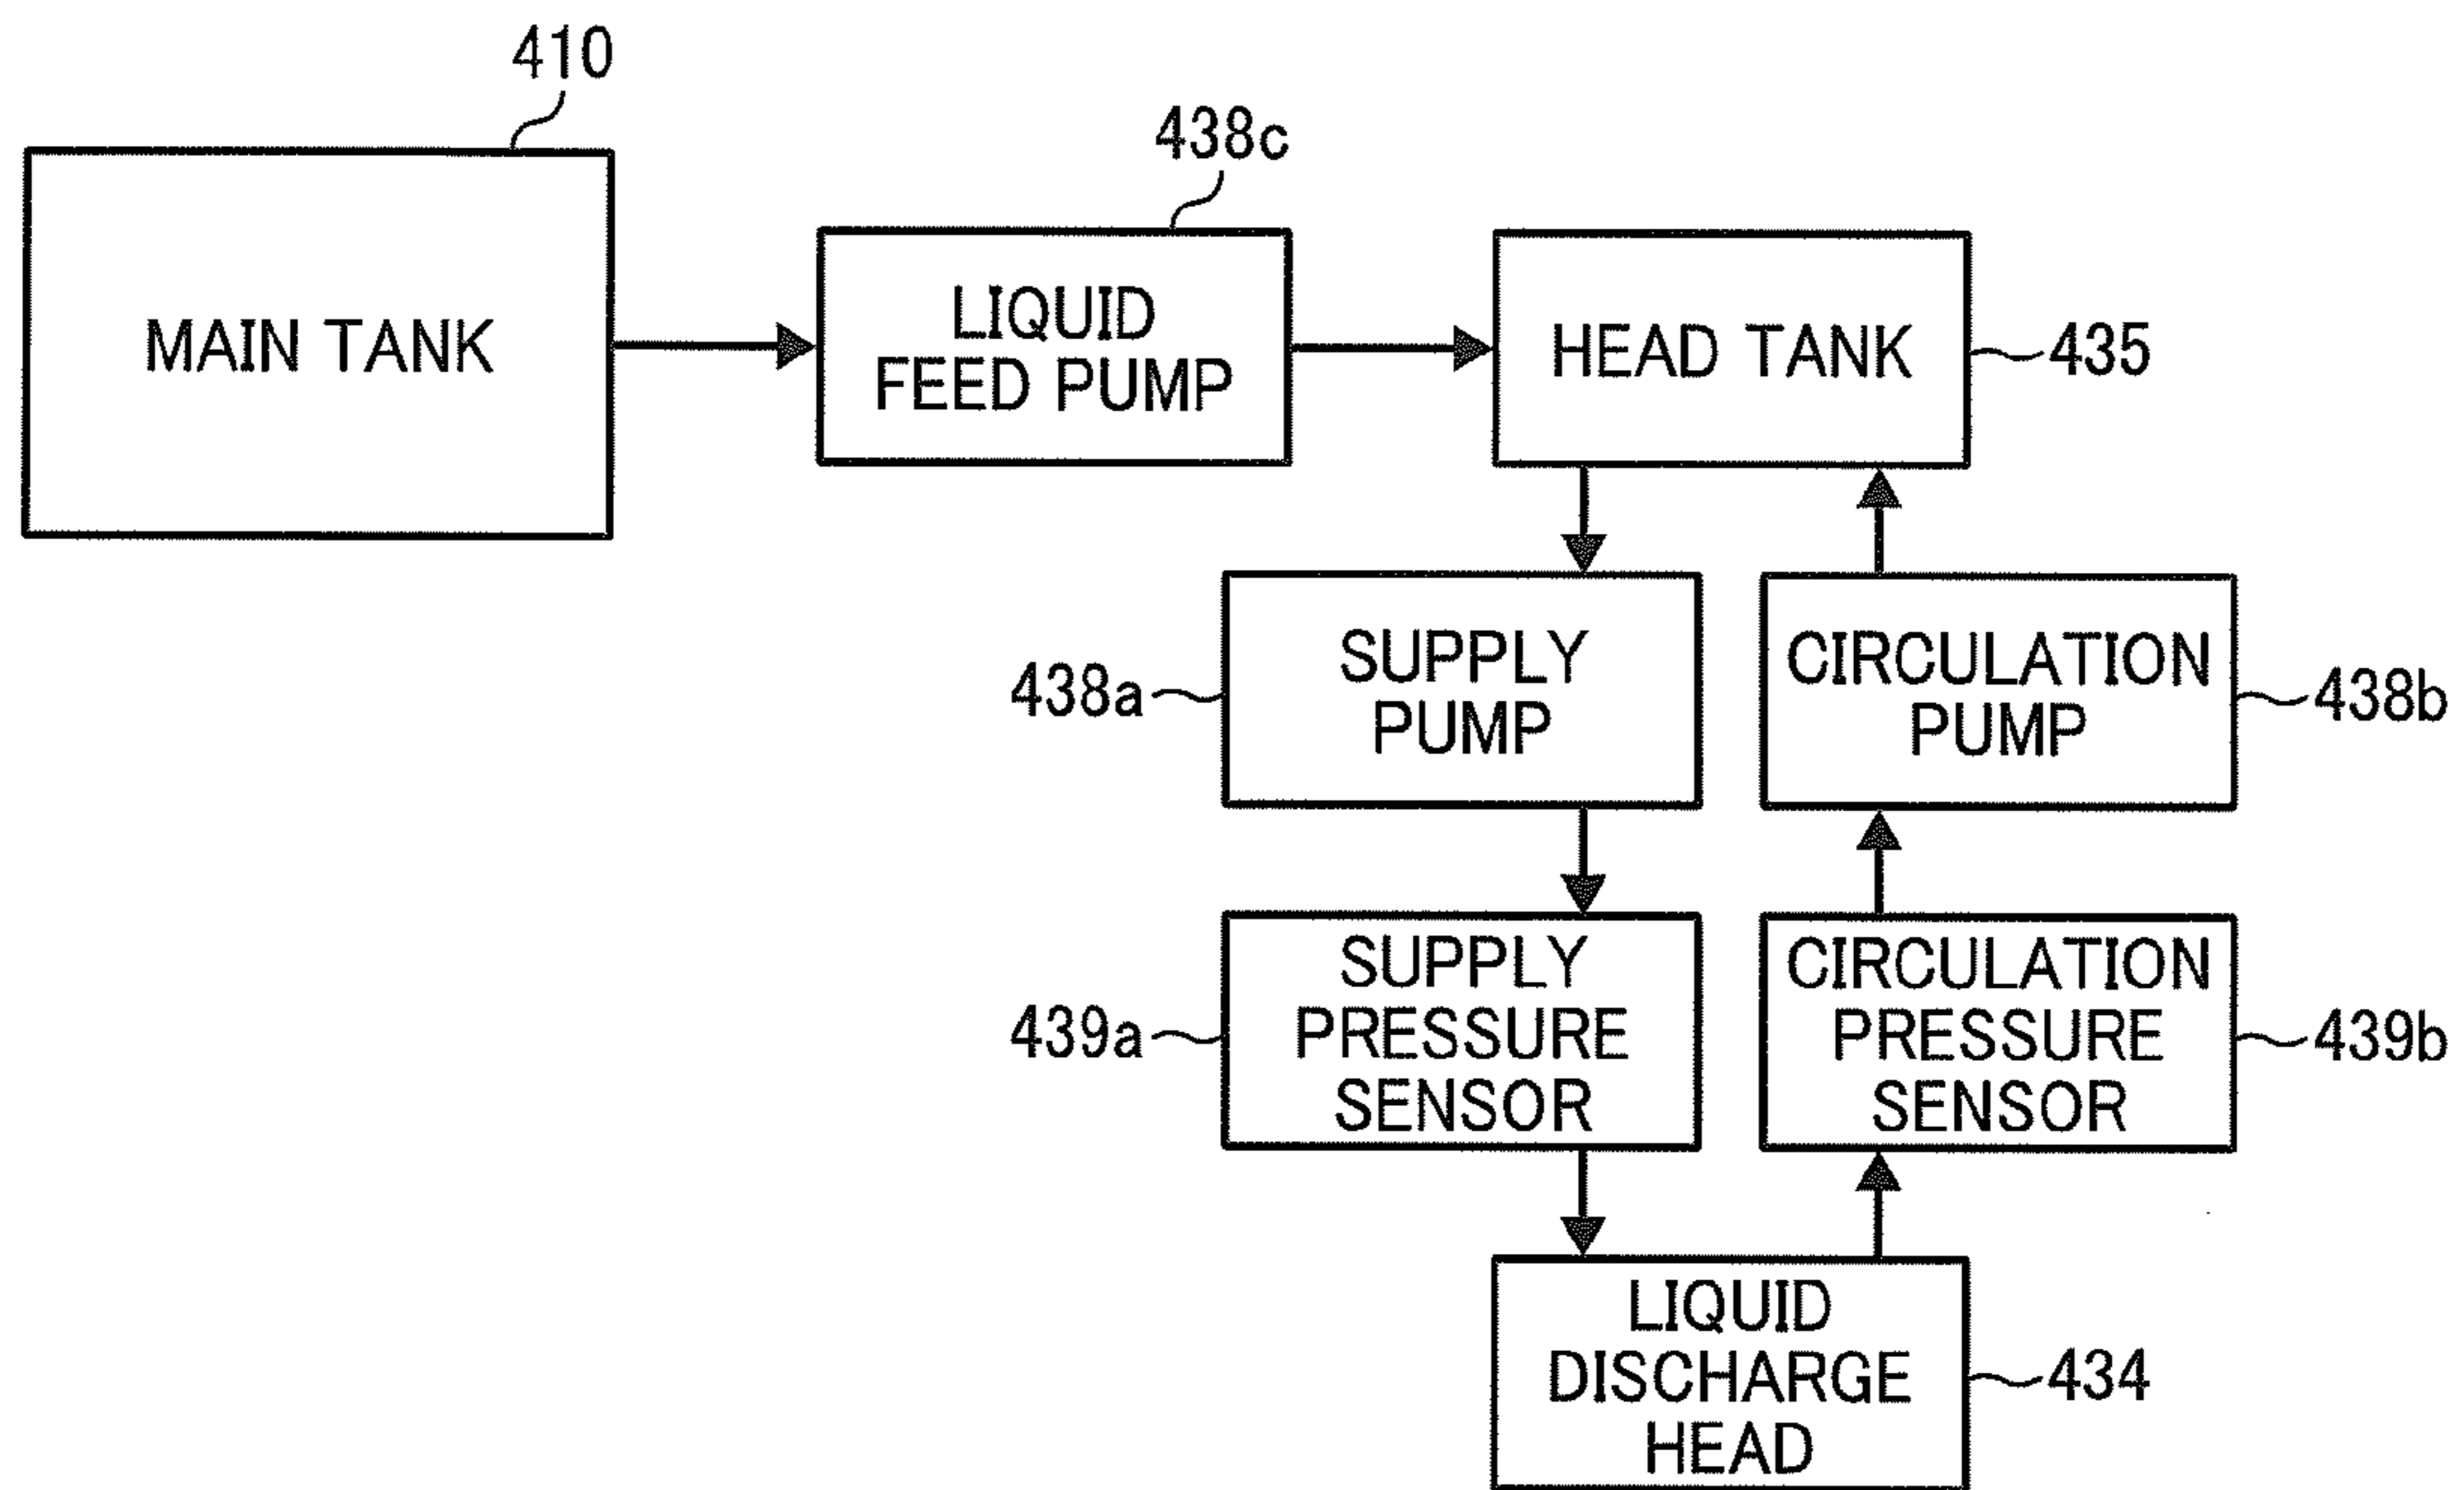 410
438c
MAIN TANK
LIQUID
FEED PUMP
HEAD TANK
435
438a
SUPPLY
PUMP
CIRCULATION
PUMP
438b
439a
SUPPLY
PRESSURE
SENSOR
CIRCULATION
PRESSURE
SENSOR
439b
LIQUID
DISCHARGE
HEAD
434